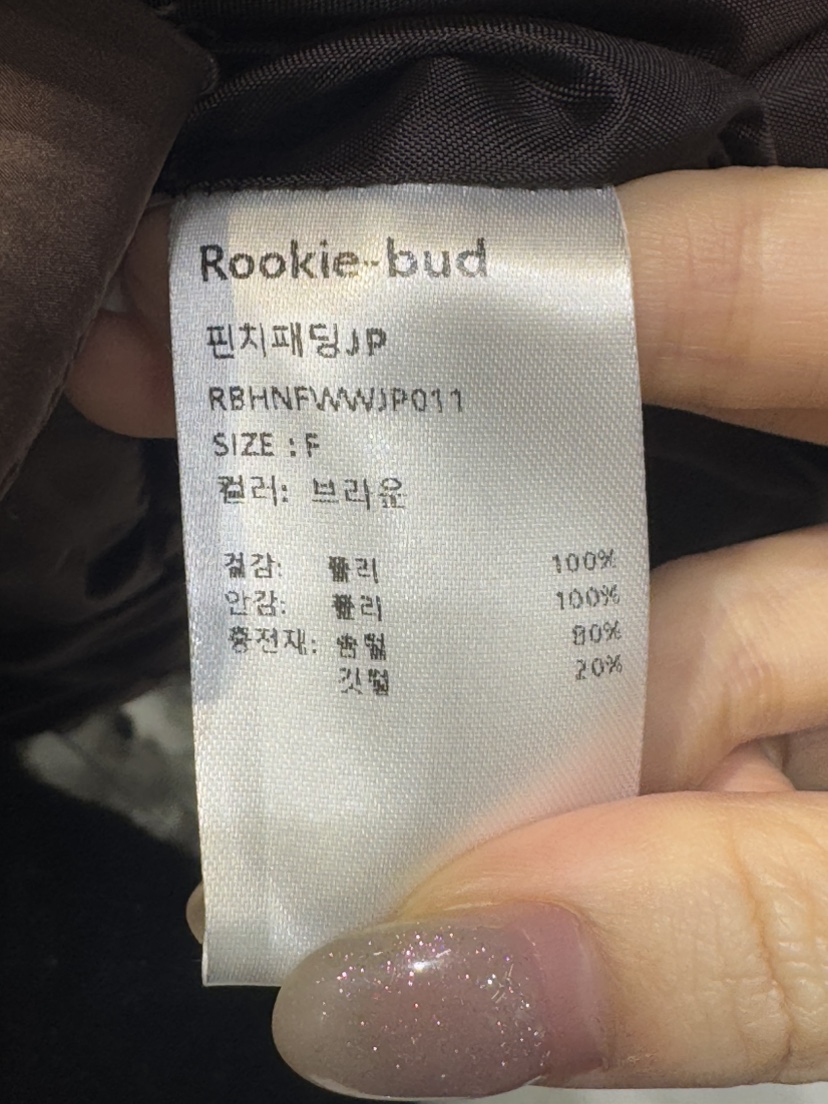 Rookie-bud
핀치패딩JP
RBHNFWWJP011
SIZE : F
컬러: 브라운
겉감: 폴리 100%
안감: 폴리 100%
충전재: 솜털 80%
깃털 20%